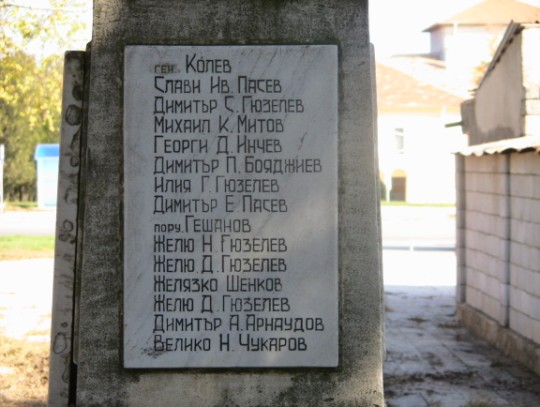 ген. Колев
Слави Ив. Пасев
Димитър С. Гюзелев
Михаил К. Митов
Георги Д. Инчев
Димитър П. Бояджиев
Илия Г. Гюзелев
Димитър Е. Пасев
пору. Гешанов
Желю Н. Гюзелев
Желю Д. Гюзелев
Желязко Шенков
Желю Д. Гюзелев
Димитър А. Арнаудов
Велико Н. Чукаров